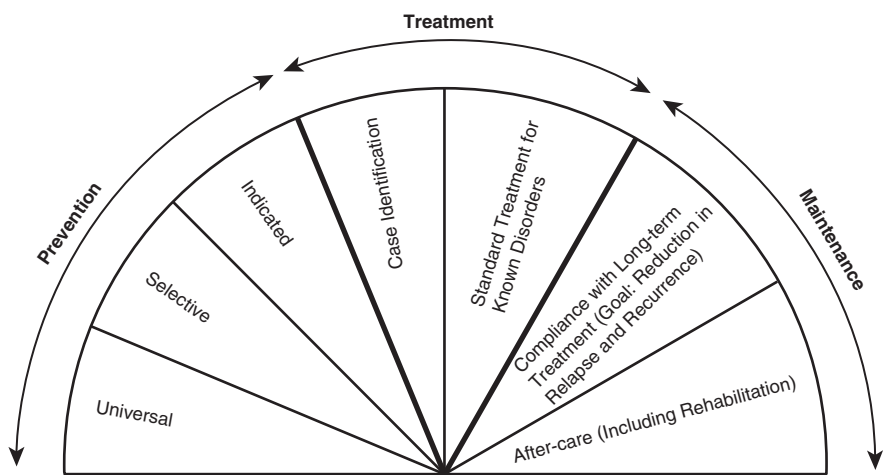 Treatment
Prevention
Maintenance
Universal
Selective
Indicated
Case Identification
Standard Treatment for
Known Disorders
Compliance with Long-term
Treatment (Goal: Reduction in
Relapse and Recurrence)
After-care (Including Rehabilitation)